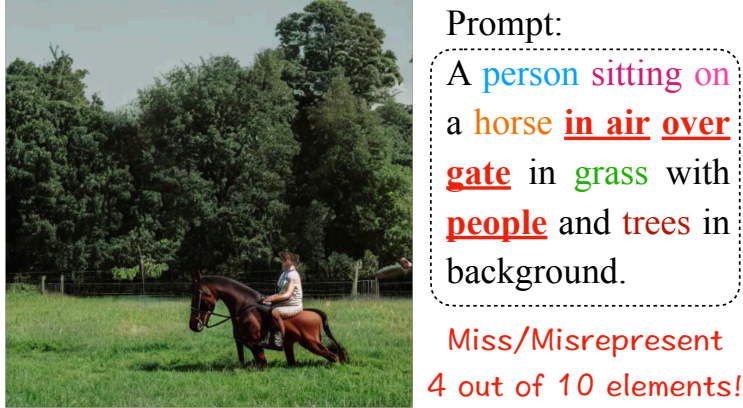 Prompt:
A person sitting on
a horse in air over
gate in grass with
people and trees in
background.
Miss/Misrepresent
4 out of 10 elements!